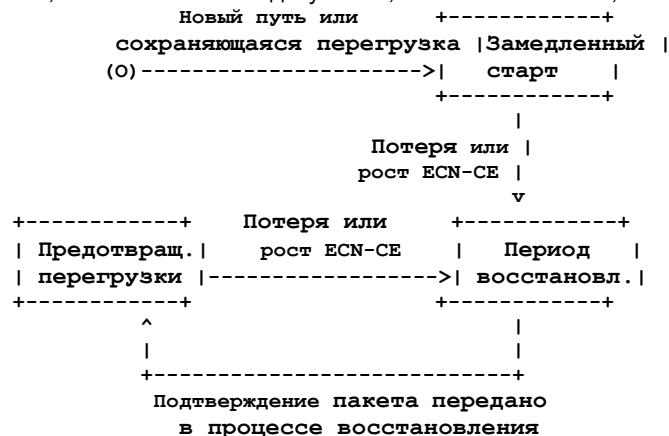 Новый путь или +------------+
сохраняющаяся перегрузка |Замедленный |
(O)---------------------->| старт |
+------------+
|
Потеря или |
рост ECN-CE |
v
+------------+ Потеря или +------------+
| Предотвращ.| рост ECN-CE | Период |
| перегрузки |------------------>| восстановл.|
+------------+ +------------+
^ |
| |
+----------------------------+
Подтверждение пакета передано
в процессе восстановления